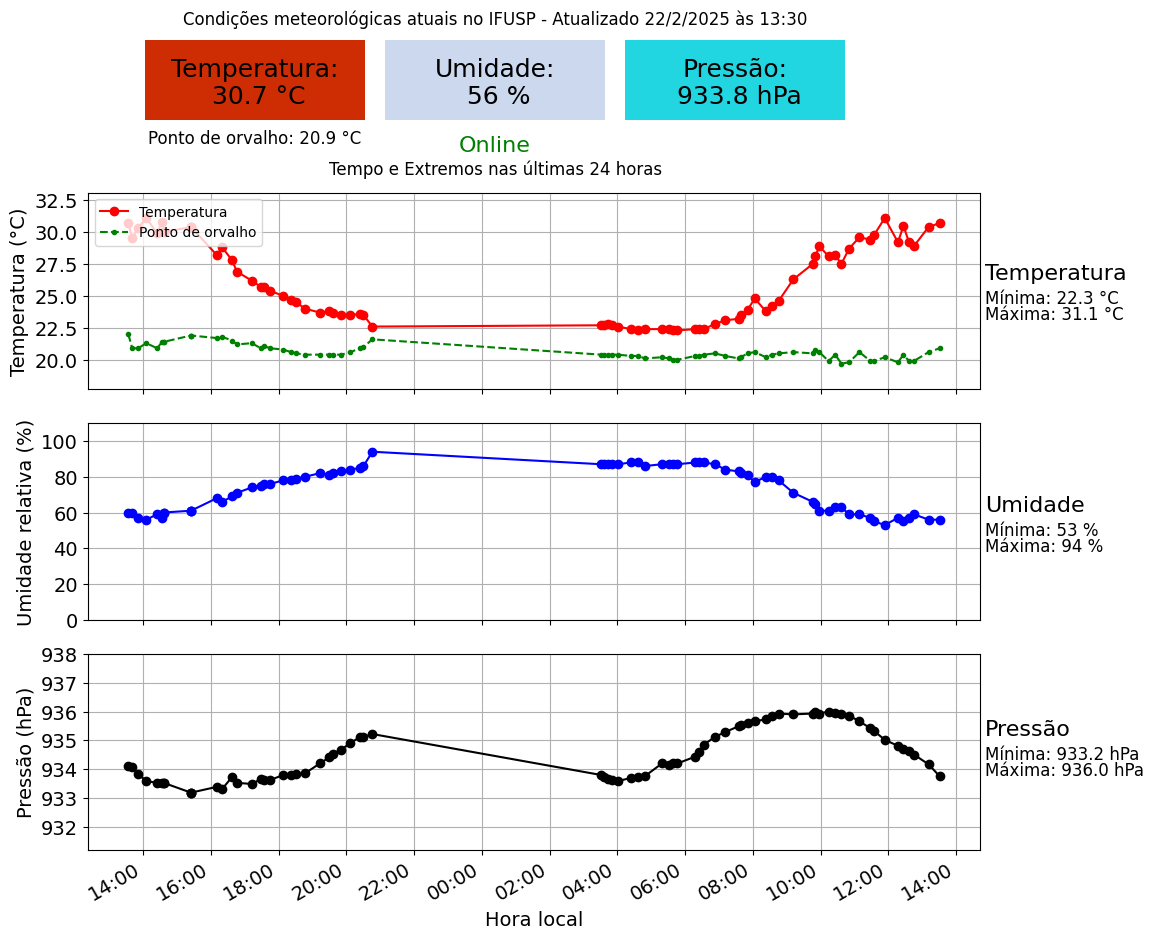 Condições meteorológicas atuais no IFUSP - Atualizado 22/2/2025 às 13:30
Temperatura:
30.7 °C
Umidade:
56 %
Pressão:
933.8 hPa
Ponto de orvalho: 20.9 °C
Online
Tempo e Extremos nas últimas 24 horas
Temperatura (°C)
32.5
30.0
27.5
25.0
22.5
20.0
Temperatura
Ponto de orvalho
Temperatura
Mínima: 22.3 °C
Máxima: 31.1 °C
Umidade relativa (%)
100
80
60
40
20
0
Umidade
Mínima: 53 %
Máxima: 94 %
Pressão (hPa)
938
937
936
935
934
933
932
Pressão
Mínima: 933.2 hPa
Máxima: 936.0 hPa
14:00 16:00 18:00 20:00 22:00 00:00 02:00 04:00 06:00 08:00 10:00 12:00 14:00
Hora local